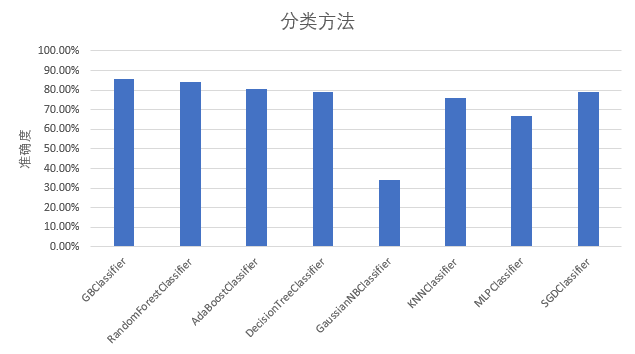 分类方法
100.00%
90.00%
80.00%
70.00%
60.00%
50.00%
40.00%
30.00%
20.00%
10.00%
0.00%
准确度
GBClassifier
RandomForestClassifier
AdaBoostClassifier
DecisionTreeClassifier
GaussianNBClassifier
KNNClassifier
MLPClassifier
SGDClassifier